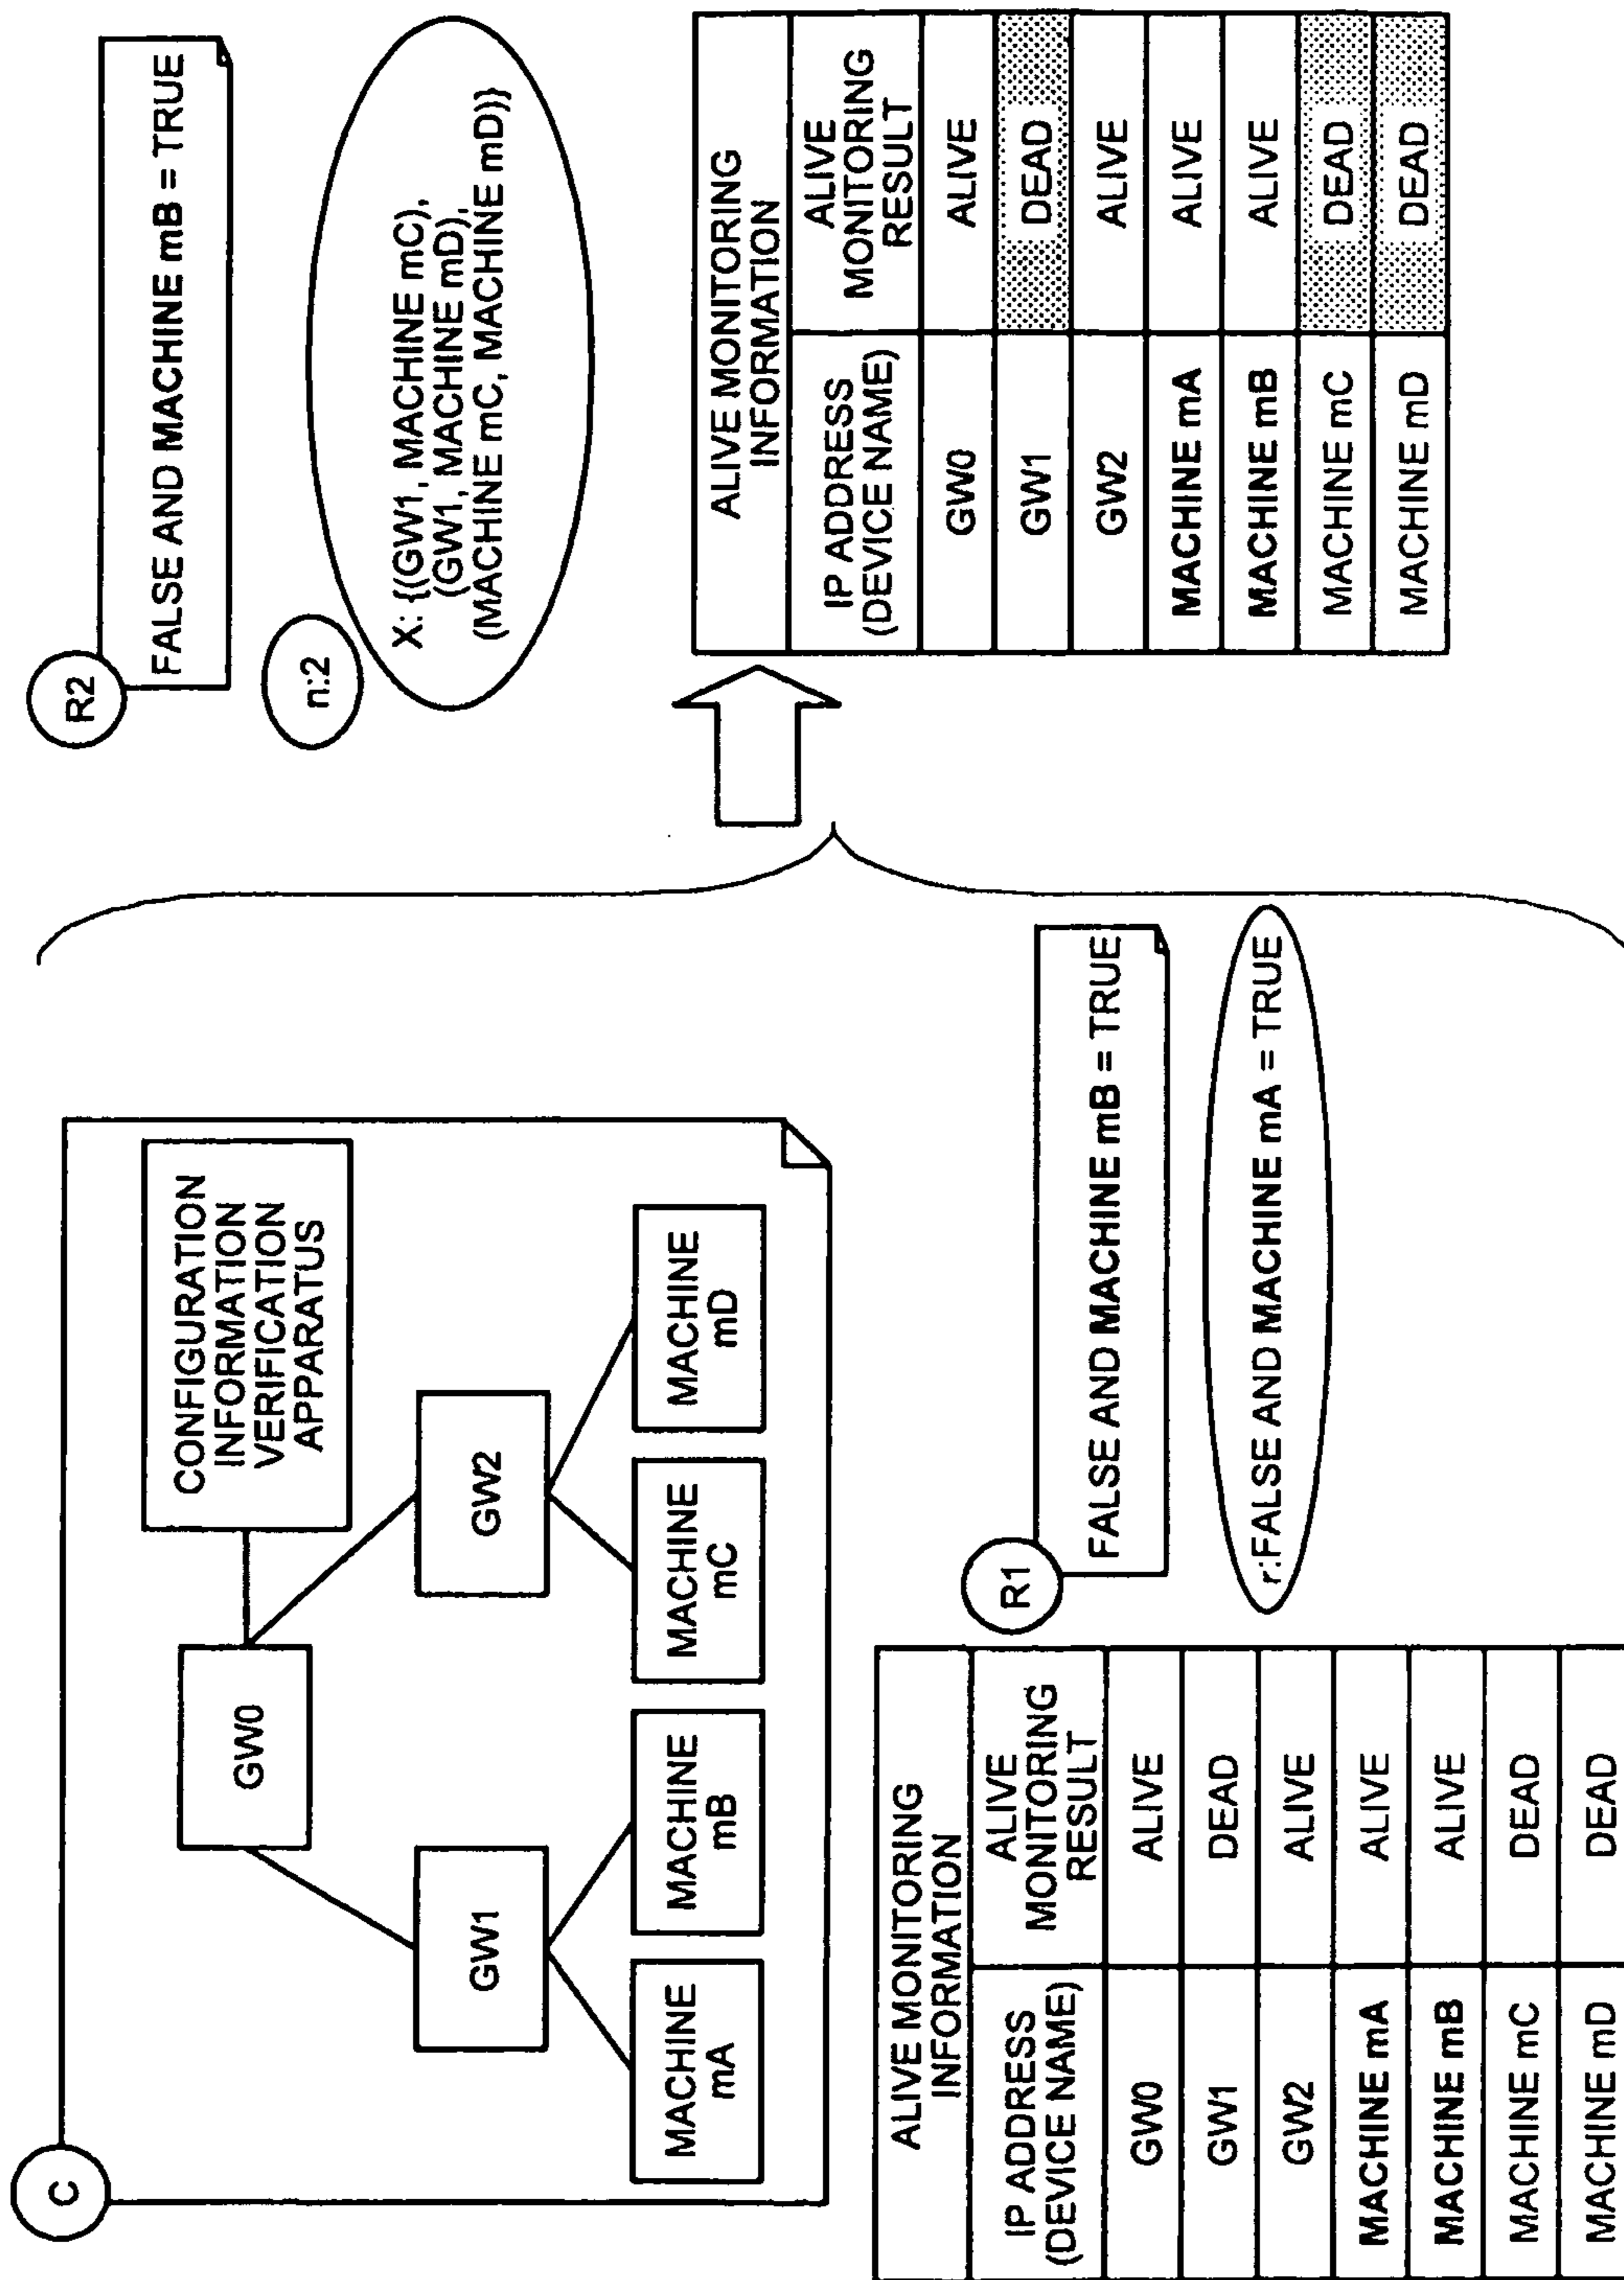 C
CONFIGURATION
INFORMATION
VERIFICATION
APPARATUS
GW0
GW1
GW2
MACHINE
mA
MACHINE
mB
MACHINE
mC
MACHINE
mD
ALIVE MONITORING
INFORMATION
IP ADDRESS
(DEVICE NAME)
ALIVE
MONITORING
RESULT
GW0 ALIVE
GW1 DEAD
GW2 ALIVE
MACHINE mA ALIVE
MACHINE mB ALIVE
MACHINE mC DEAD
MACHINE mD DEAD
R1
FALSE AND MACHINE mB = TRUE
r:FALSE AND MACHINE mA = TRUE
R2
FALSE AND MACHINE mB = TRUE
n:2
X: {(GW1, MACHINE mC),
(GW1, MACHINE mD),
(MACHINE mC, MACHINE mD)}
ALIVE MONITORING
INFORMATION
IP ADDRESS
(DEVICE NAME)
ALIVE
MONITORING
RESULT
GW0 ALIVE
GW1 DEAD
GW2 ALIVE
MACHINE mA ALIVE
MACHINE mB ALIVE
MACHINE mC DEAD
MACHINE mD DEAD